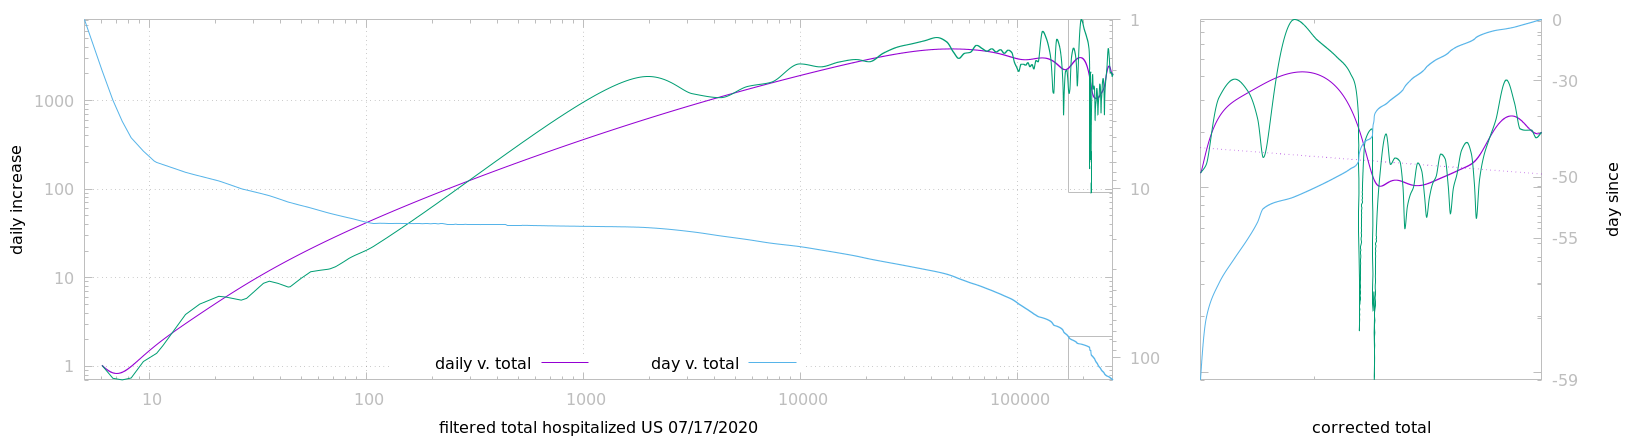 daily increase
1000
100
10
1
10
100
1000
10000
100000
1
10
100
daily v. total
day v. total
filtered total hospitalized US 07/17/2020
0
-30
-50
-55
-59
day since
corrected total